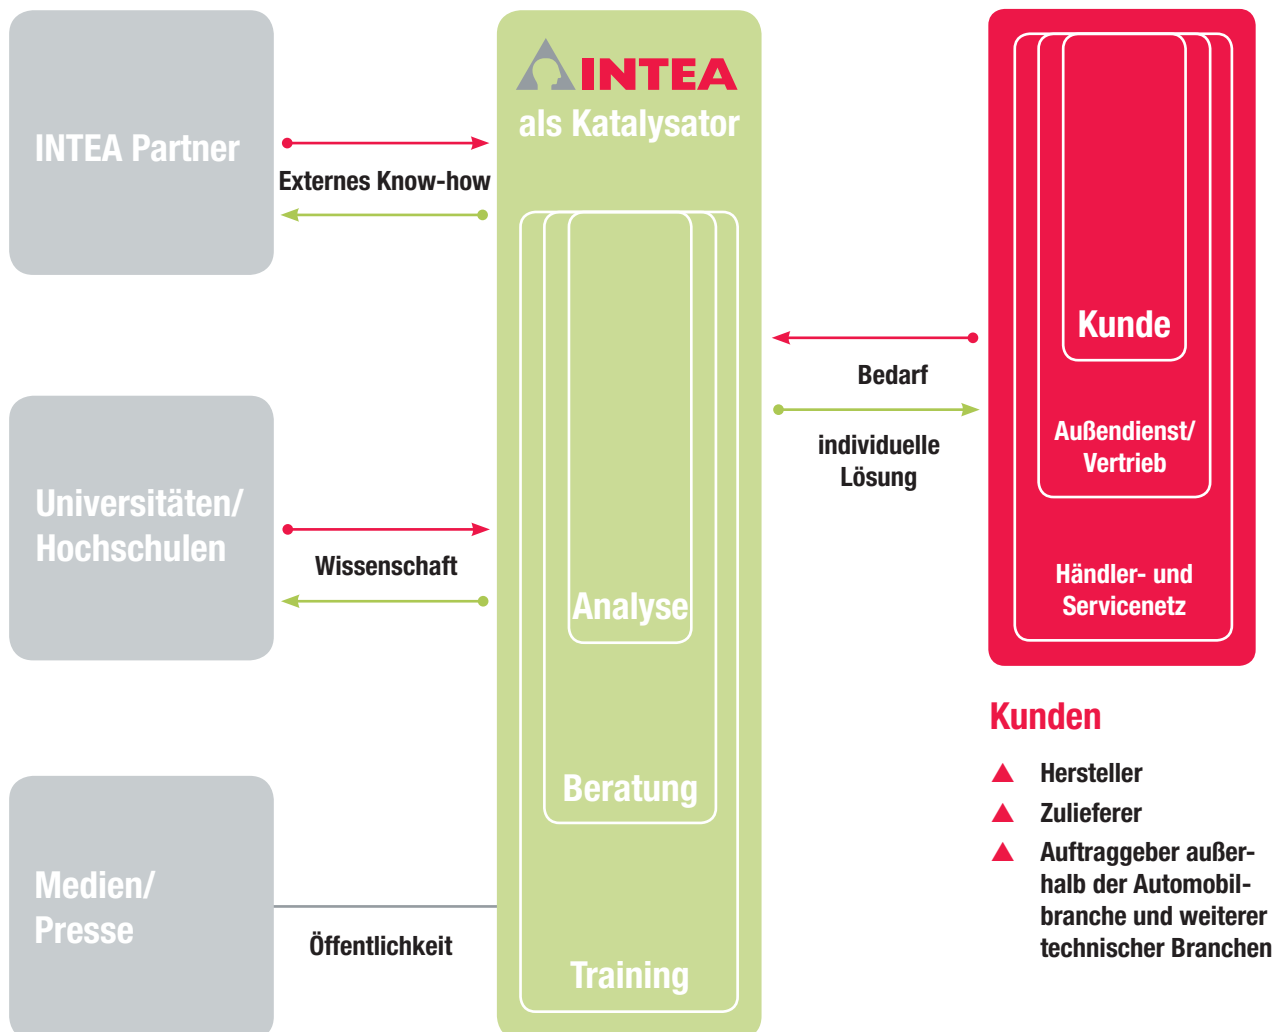 INTEA Partner
Externes Know-how
Universitäten/
Hochschulen
Wissenschaft
Medien/
Presse
Öffentlichkeit
INTEA
als Katalysator
Analyse
Beratung
Training
Bedarf
individuelle
Lösung
Kunde
Außendienst/
Vertrieb
Händler- und
Servicenetz
Kunden
Hersteller
Zulieferer
Auftraggeber außer-
halb der Automobil-
branche und weiterer
technischer Branchen